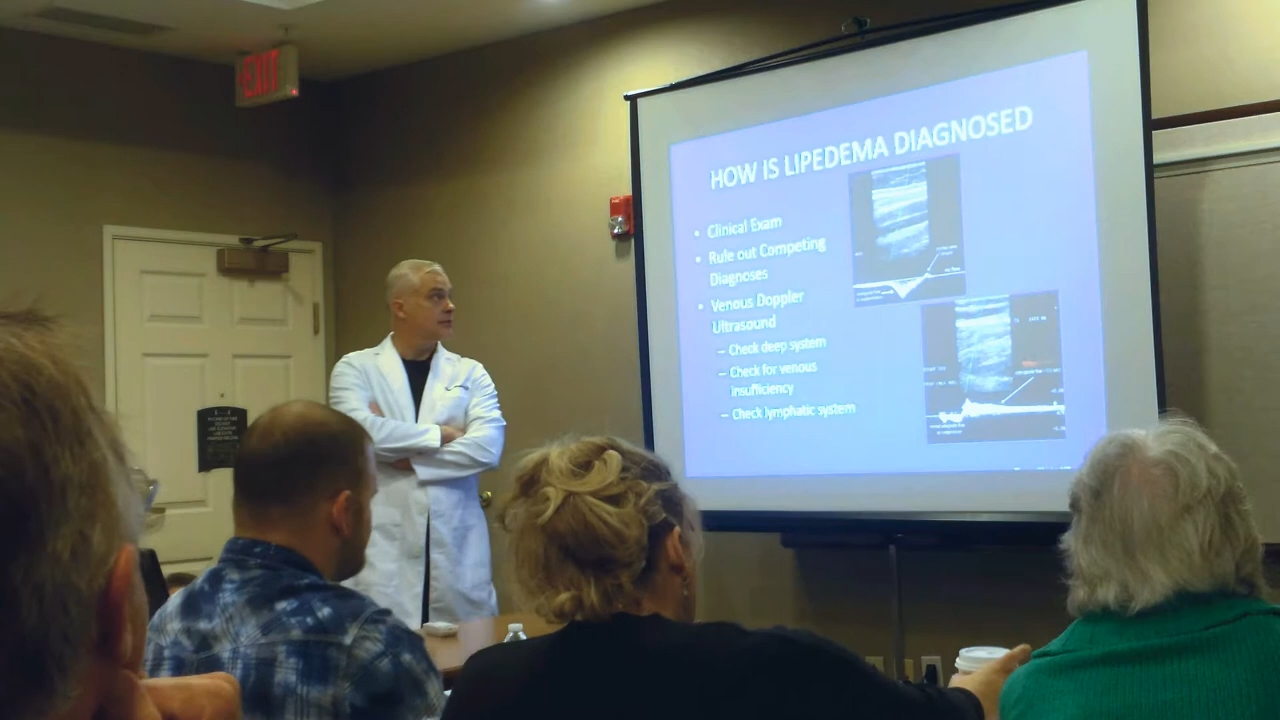 EXIT
HOW IS LIPEDEMA DIAGNOSED
• Clinical Exam
• Rule out Competing
Diagnoses
• Venous Doppler
Ultrasound
– Check deep system
– Check for venous
insufficiency
– Check lymphatic system